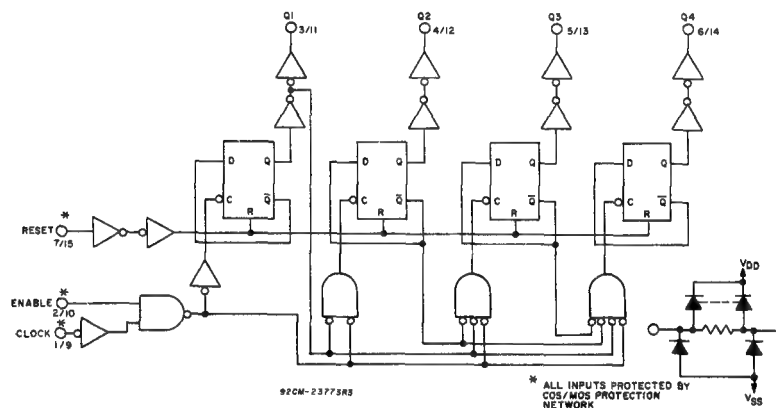 Q1
3/11
Q2
4/12
Q3
5/13
Q4
6/14
D Q
C Q̅
R
D Q
C Q̅
R
D Q
C Q̅
R
D Q
C Q̅
R
*
RESET
7/15
*
ENABLE
2/10
*
CLOCK
1/9
VDD
VSS
92CM-23775R3
* ALL INPUTS PROTECTED BY
COS/MOS PROTECTION
NETWORK